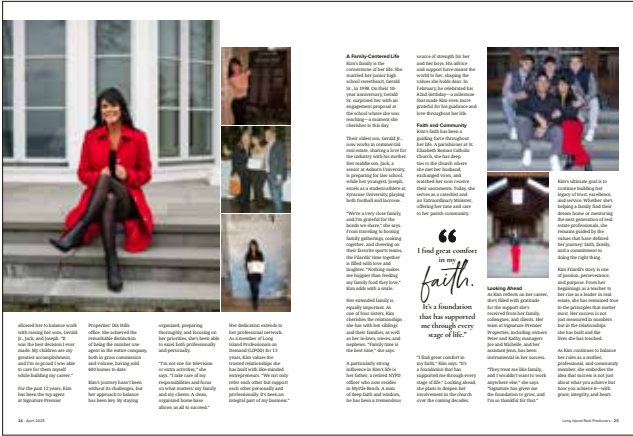 allowed her to balance work
with raising her sons, Gerald
Jr., Jack, and Joseph. "It
was the best decision I ever
made. My children are my
greatest accomplishment,
and I'm so proud I was able
to care for them myself
while building my career."
For the past 13 years, Kim
has been the top agent
at Signature Premier
Properties' Dix Hills
office. She achieved the
remarkable distinction
of being the number one
agent in the entire company,
both in gross commission
and volume, having sold
homes to date.
Kim's journey hasn't been
without its challenges, but
her approach to balance
has been key. By staying
organized, preparing
thoroughly, and focusing on
her priorities, she's been able
to excel both professionally
and personally.
"I'm not one for television
or extra activities," she
says. "I take care of my
responsibilities and focus
on what matters: my family
and my clients. A clean,
organized home base
allows us all to succeed."
Her dedication extends to
her professional network.
As a member of Long
Island Professionals on
Demand (LIPOD) for 13
years, Kim values the
trusted relationships she
has built with like-minded
entrepreneurs. "We not only
refer each other but support
each other personally and
professionally. It's been an
integral part of my business."
A Family-Centered Life
Kim's family is the
cornerstone of her life. She
married her junior high
school sweetheart, Gerald
Sr., in 1998. On their
year anniversary, Gerald
Sr. surprised her with an
engagement proposal at
the school where she was
teaching—a moment she
cherishes to this day.
Their oldest son, Gerald Jr.,
now works in commercial
real estate, sharing a love for
the industry with his mother.
Her middle son, Jack, a
senior at Auburn University,
is preparing for law school,
while her youngest, Joseph,
excels as a student-athlete at
Syracuse University, playing
both football and lacrosse.
"We're a very close family,
and I'm grateful for the
bonds we share," she says.
From traveling to hosting
family gatherings, cooking
together, and cheering on
their favorite sports teams,
the Filardis' time together
is filled with love and
laughter. "Nothing makes
me happier than feeding
my family food they love,"
Kim adds with a smile.
Her extended family is
equally important. As
one of four sisters, Kim
cherishes the relationships
she has with her siblings
and their families, as well
as her in-laws, nieces, and
nephews. "Family time is
the best time," she says.
A particularly strong
influence in Kim's life is
her father, a retired NYPD
officer who now resides
in Myrtle Beach. A man
of deep faith and wisdom,
he has been a tremendous
source of strength for her
and her boys. His advice
and support have meant the
world to her, shaping the
values she holds dear. In
February, he celebrated his
82nd birthday—a milestone
that made Kim even more
grateful for his guidance and
love throughout her life.
Faith and Community
Kim's faith has been a
guiding force throughout
her life. A parishioner at St.
Elizabeth Roman Catholic
Church, she has deep
ties to the church where
she met her husband,
exchanged vows, and
watched her sons receive
their sacraments. Today, she
serves as a catechist and
an Extraordinary Minister,
offering her time and care
to her parish community.
“
I find great comfort
in my
faith.
It's a foundation
that has supported
me through every
stage of life."
"I find great comfort in
my faith," Kim says. "It's
a foundation that has
supported me through every
stage of life." Looking ahead,
she plans to deepen her
involvement in the church
over the coming decades.
Looking Ahead
As Kim reflects on her career,
she's filled with gratitude
for the support she's
received from her family,
colleagues, and clients. Her
team at Signature Premier
Properties, including owners
Peter and Kathy, managers
Joe and Michelle, and her
assistant Jess, has been
instrumental in her success.
"They treat me like family,
and I wouldn't want to work
anywhere else," she says.
"Signature has given me
the foundation to grow, and
I'm so thankful for that."
Kim's ultimate goal is to
continue building her
legacy of trust, excellence,
and service. Whether she's
helping a family find their
dream home or mentoring
the next generation of real
estate professionals, she
remains guided by the
values that have defined
her journey: faith, family,
and a commitment to
doing the right thing.
Kim Filardi's story is one
of passion, perseverance,
and purpose. From her
beginnings as a teacher to
her rise as a leader in real
estate, she has remained true
to the principles that matter
most. Her success is not
just measured in numbers
but in the relationships
she has built and the
lives she has touched.
As Kim continues to balance
her roles as a mother,
professional, and community
member, she embodies the
idea that success is not just
about what you achieve but
how you achieve it—with
grace, integrity, and heart.
24 · April 2025
Long Island Real Producers · 25